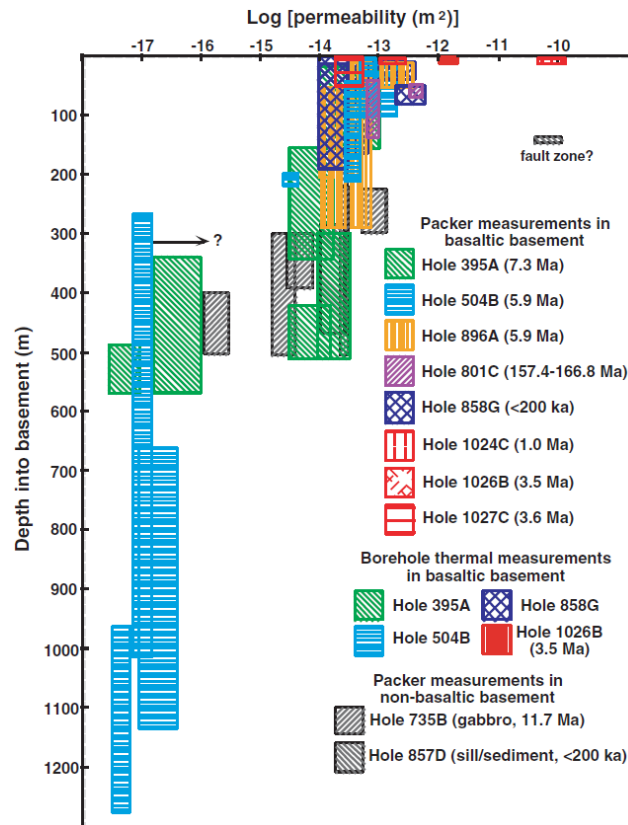 Log [permeability (m²)]
-17 -16 -15 -14 -13 -12 -11 -10
100
200
300
400
500
600
700
800
900
1000
1100
1200
Depth into basement (m)
fault zone?
?
Packer measurements in
basaltic basement
Hole 395A (7.3 Ma)
Hole 504B (5.9 Ma)
Hole 896A (5.9 Ma)
Hole 801C (157.4-166.8 Ma)
Hole 858G (<200 ka)
Hole 1024C (1.0 Ma)
Hole 1026B (3.5 Ma)
Hole 1027C (3.6 Ma)
Borehole thermal measurements
in basaltic basement
Hole 395A Hole 858G
Hole 504B Hole 1026B
(3.5 Ma)
Packer measurements in
non-basaltic basement
Hole 735B (gabbro, 11.7 Ma)
Hole 857D (sill/sediment, <200 ka)